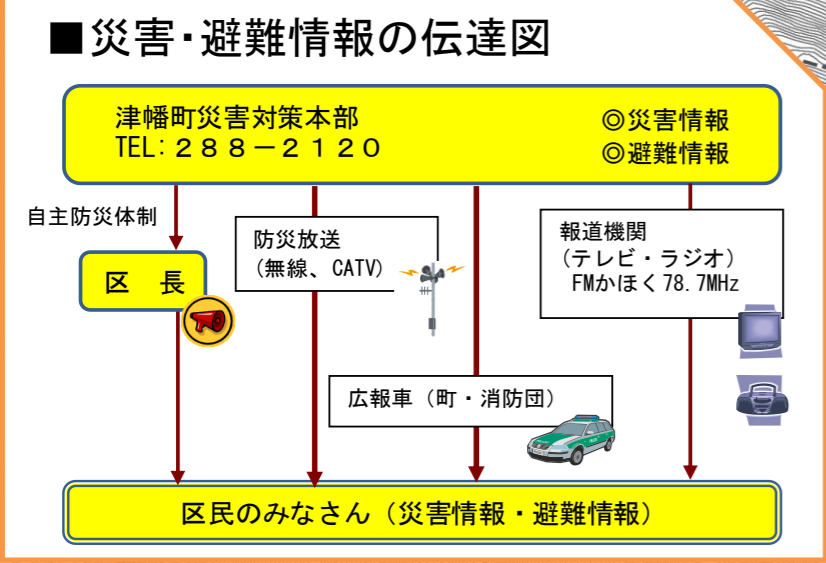 ■災害・避難情報の伝達図
津幡町災害対策本部
TEL:２８８－２１２０
◎災害情報
◎避難情報
自主防災体制
区　長
防災放送
(無線、CATV)
報道機関
(テレビ・ラジオ)
FMかほく78.7MHz
広報車（町・消防団）
区民のみなさん（災害情報・避難情報）